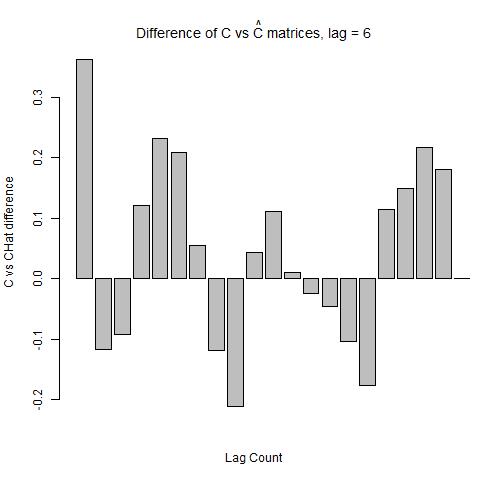 Difference of C vs Ĉ matrices, lag = 6
C vs CHat difference
0.3
0.2
0.1
0.0
-0.1
-0.2
Lag Count